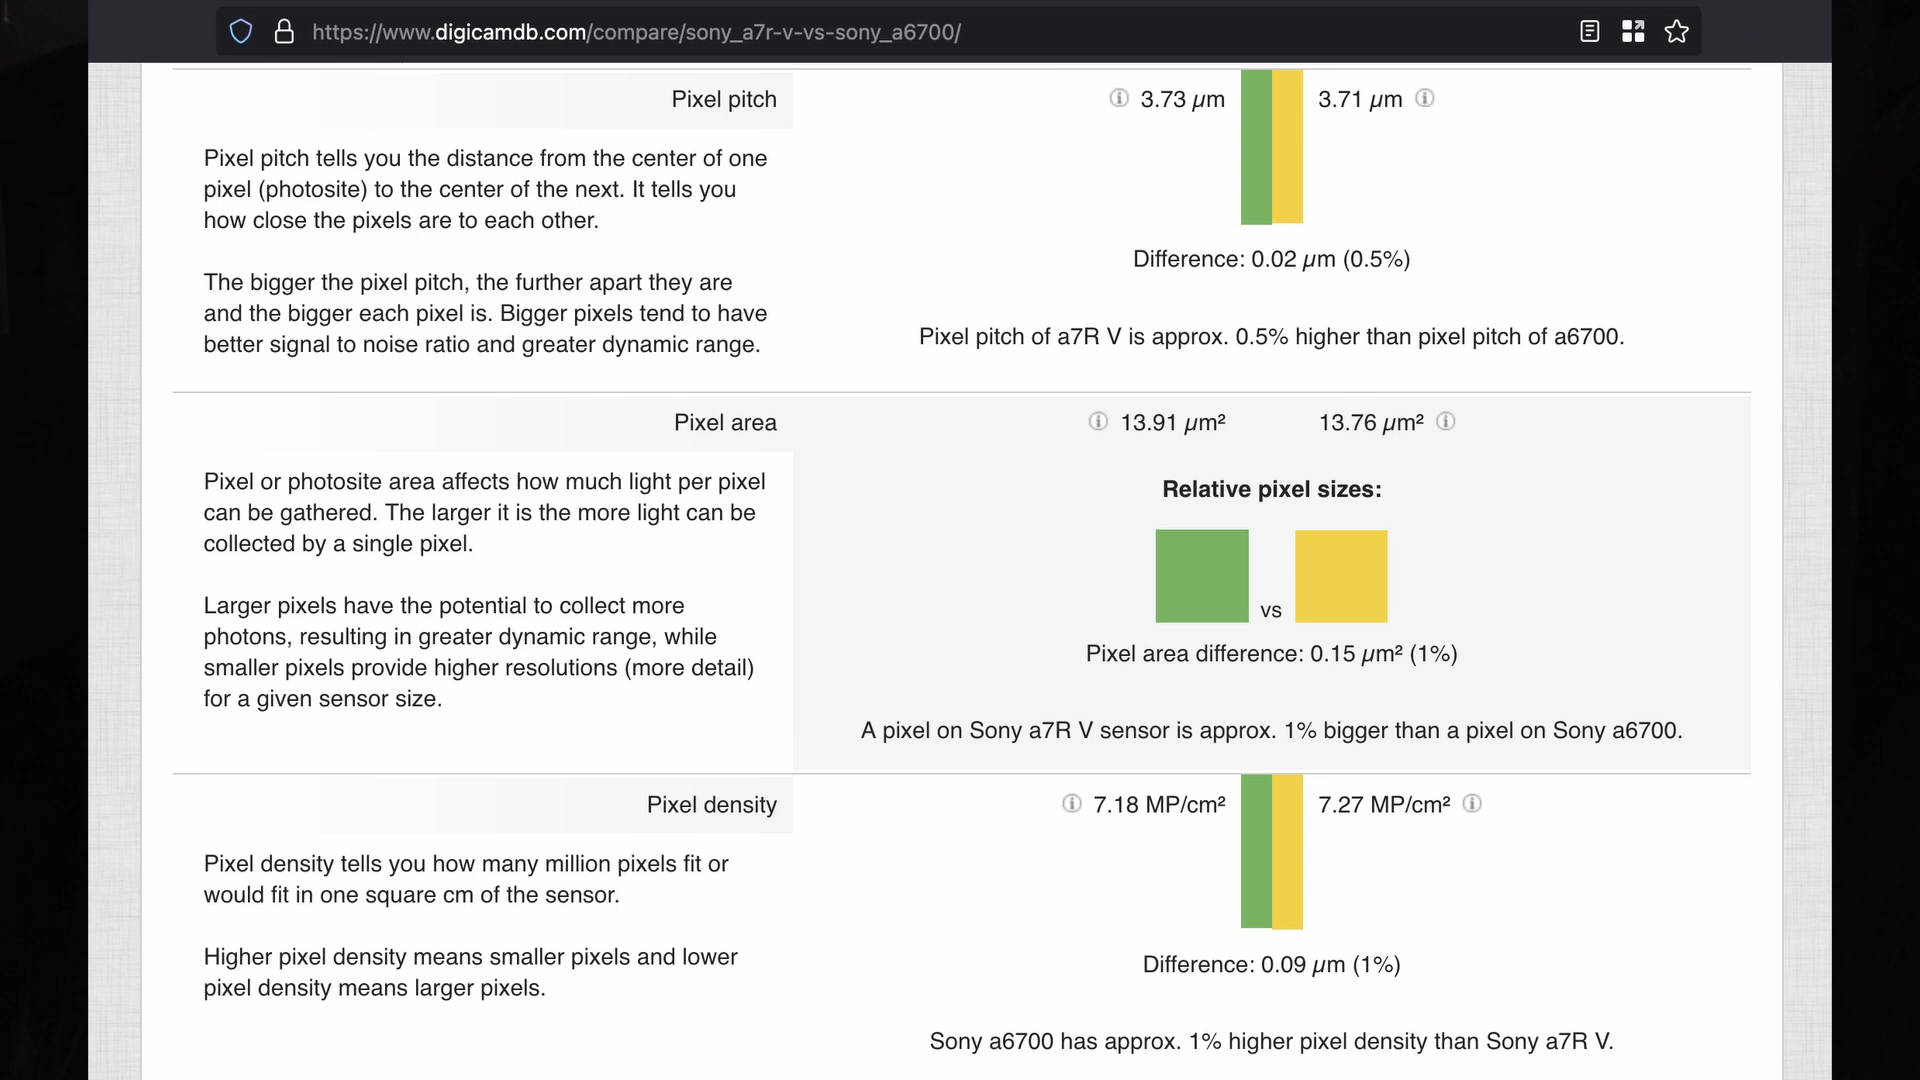 https://www.digicamdb.com/compare/sony_a7r-v-vs-sony_a6700/
Pixel pitch
3.73 µm
3.71 µm
Pixel pitch tells you the distance from the center of one
pixel (photosite) to the center of the next. It tells you
how close the pixels are to each other.
The bigger the pixel pitch, the further apart they are
and the bigger each pixel is. Bigger pixels tend to have
better signal to noise ratio and greater dynamic range.
Difference: 0.02 µm (0.5%)
Pixel pitch of a7R V is approx. 0.5% higher than pixel pitch of a6700.
Pixel area
13.91 µm²
13.76 µm²
Pixel or photosite area affects how much light per pixel
can be gathered. The larger it is the more light can be
collected by a single pixel.
Larger pixels have the potential to collect more
photons, resulting in greater dynamic range, while
smaller pixels provide higher resolutions (more detail)
for a given sensor size.
Relative pixel sizes:
vs
Pixel area difference: 0.15 µm² (1%)
A pixel on Sony a7R V sensor is approx. 1% bigger than a pixel on Sony a6700.
Pixel density
7.18 MP/cm²
7.27 MP/cm²
Pixel density tells you how many million pixels fit or
would fit in one square cm of the sensor.
Higher pixel density means smaller pixels and lower
pixel density means larger pixels.
Difference: 0.09 µm (1%)
Sony a6700 has approx. 1% higher pixel density than Sony a7R V.